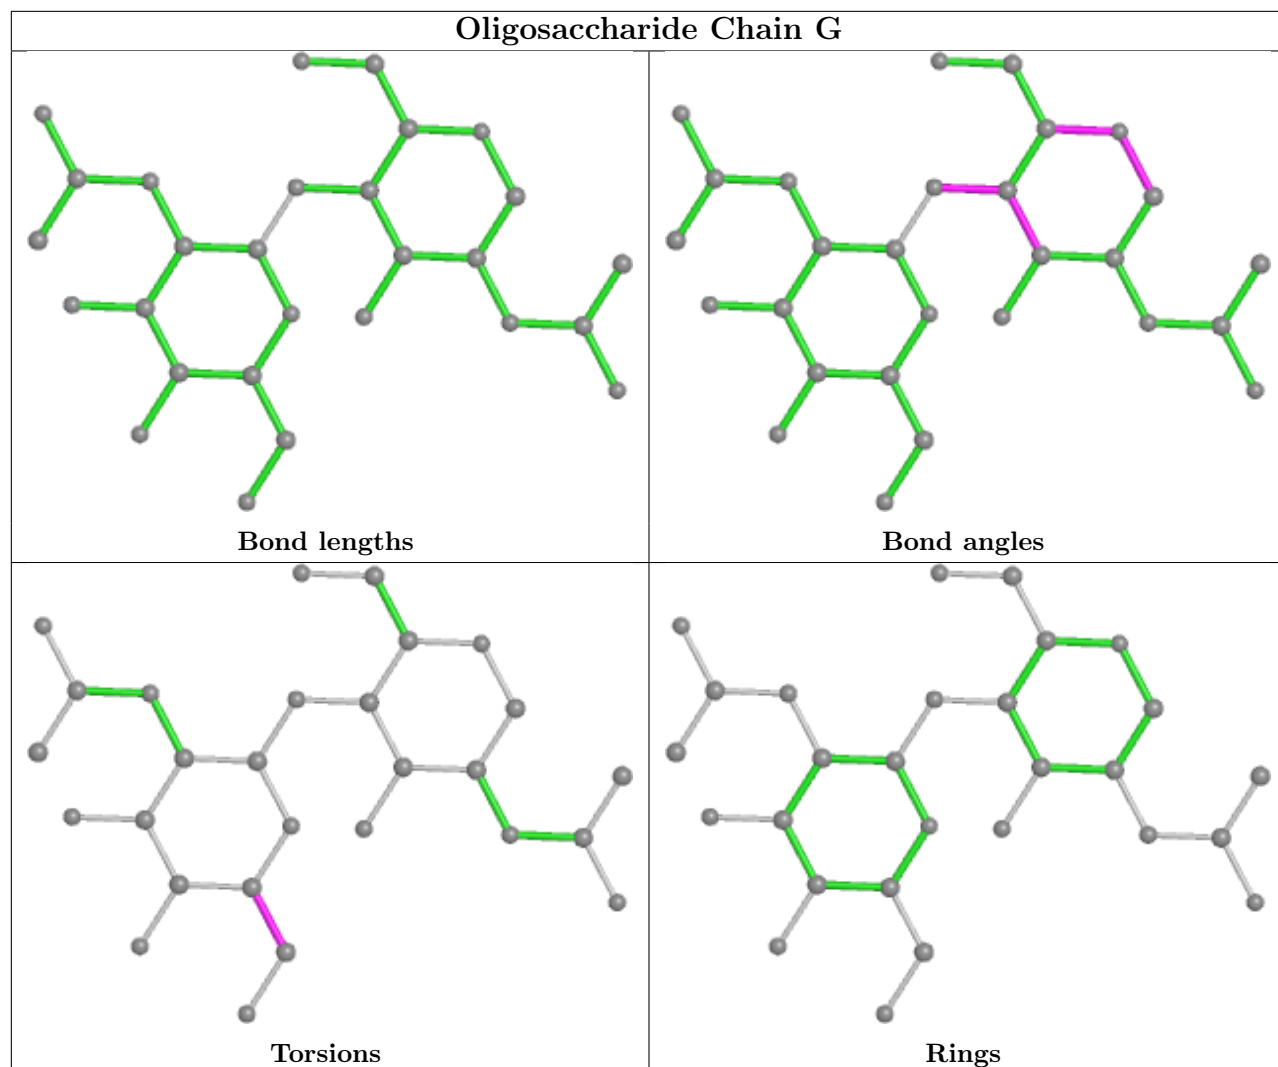 Oligosaccharide Chain G
Bond lengths
Bond angles
Torsions
Rings